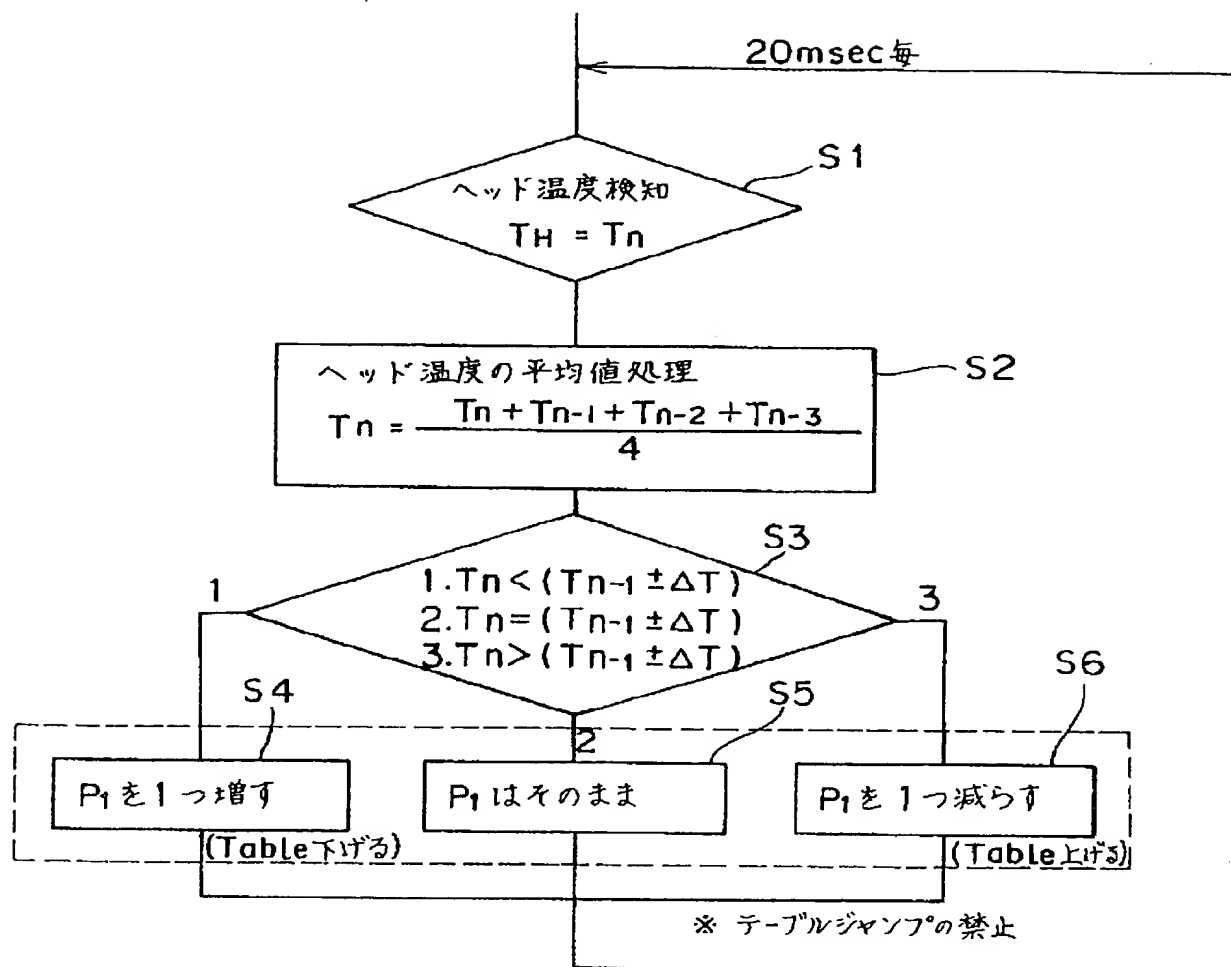 20msec毎
S1
ヘッド温度検知
TH = Tn
S2
ヘッド温度の平均値処理
Tn = Tn + Tn-1 + Tn-2 + Tn-3
4
S3
1
1.Tn < (Tn-1 ± △T)
2.Tn = (Tn-1 ± △T)
3.Tn > (Tn-1 ± △T)
3
S4
2
S5
S6
P1を1つ増す
P1はそのまま
P1を1つ減らす
(Table下げる)
(Table上げる)
※ テーブルジャンプの禁止